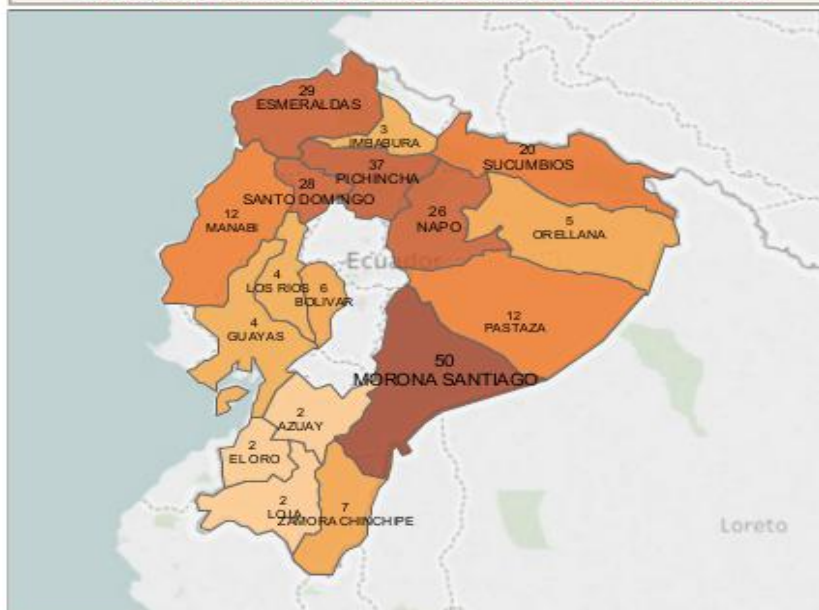 29
ESMERALDAS
3
IMBABURA
20
SUCUMBIOS
37
PICHINCHA
28
SANTO DOMINGO
12
MANABI
26
NAPO
5
ORELLANA
Ecuador
4
LOS RIOS
6
BOLIVAR
4
GUAYAS
12
PASTAZA
50
MORONA SANTIAGO
2
AZUAY
2
EL ORO
2
LOJA
7
ZAMORA CHINCHIPE
Loreto